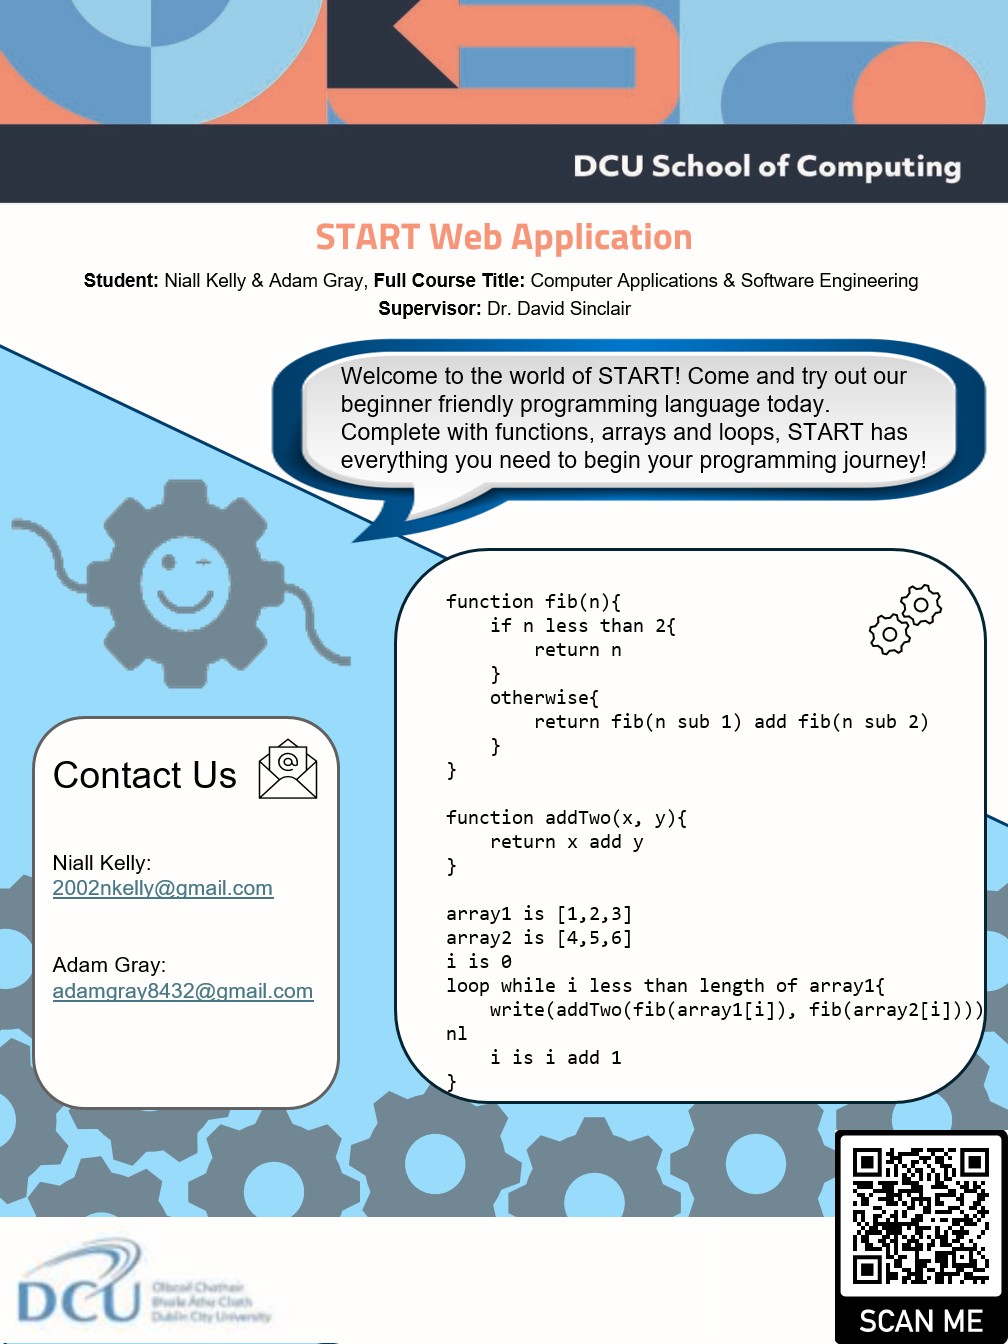 DCU School of Computing
START Web Application
Student: Niall Kelly & Adam Gray, Full Course Title: Computer Applications & Software Engineering
Supervisor: Dr. David Sinclair
Welcome to the world of START! Come and try out our
beginner friendly programming language today.
Complete with functions, arrays and loops, START has
everything you need to begin your programming journey!
function fib(n){
    if n less than 2{
        return n
    }
    otherwise{
        return fib(n sub 1) add fib(n sub 2)
    }
}
function addTwo(x, y){
    return x add y
}
array1 is [1,2,3]
array2 is [4,5,6]
i is 0
loop while i less than length of array1{
    write(addTwo(fib(array1[i]), fib(array2[i])))
nl
    i is i add 1
}
Contact Us
@
Niall Kelly:
2002nkelly@gmail.com
Adam Gray:
adamgray8432@gmail.com
DCU
Ollscoil Chathair
Bhaile Átha Cliath
Dublin City University
SCAN ME